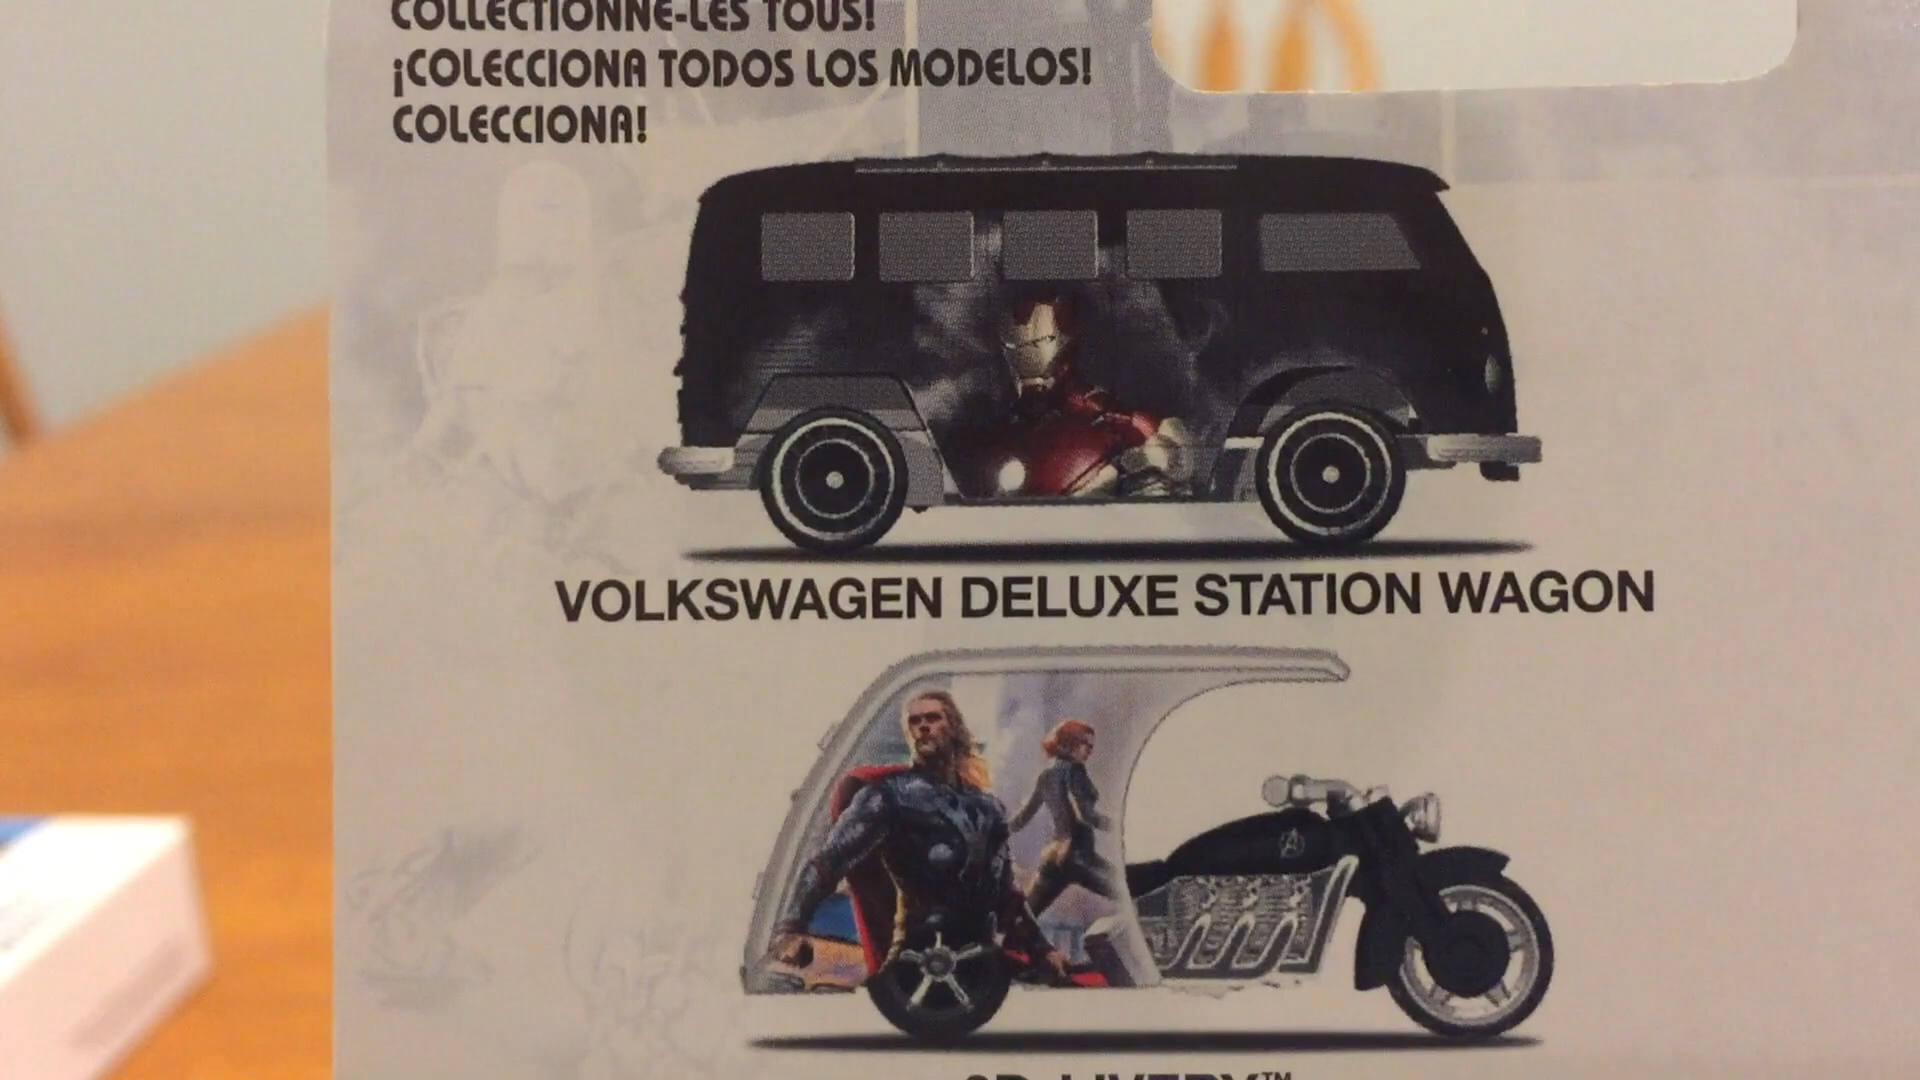 COLLECTIONNE-LES TOUS!
¡COLECCIONA TODOS LOS MODELOS!
COLECCIONA!
VOLKSWAGEN DELUXE STATION WAGON